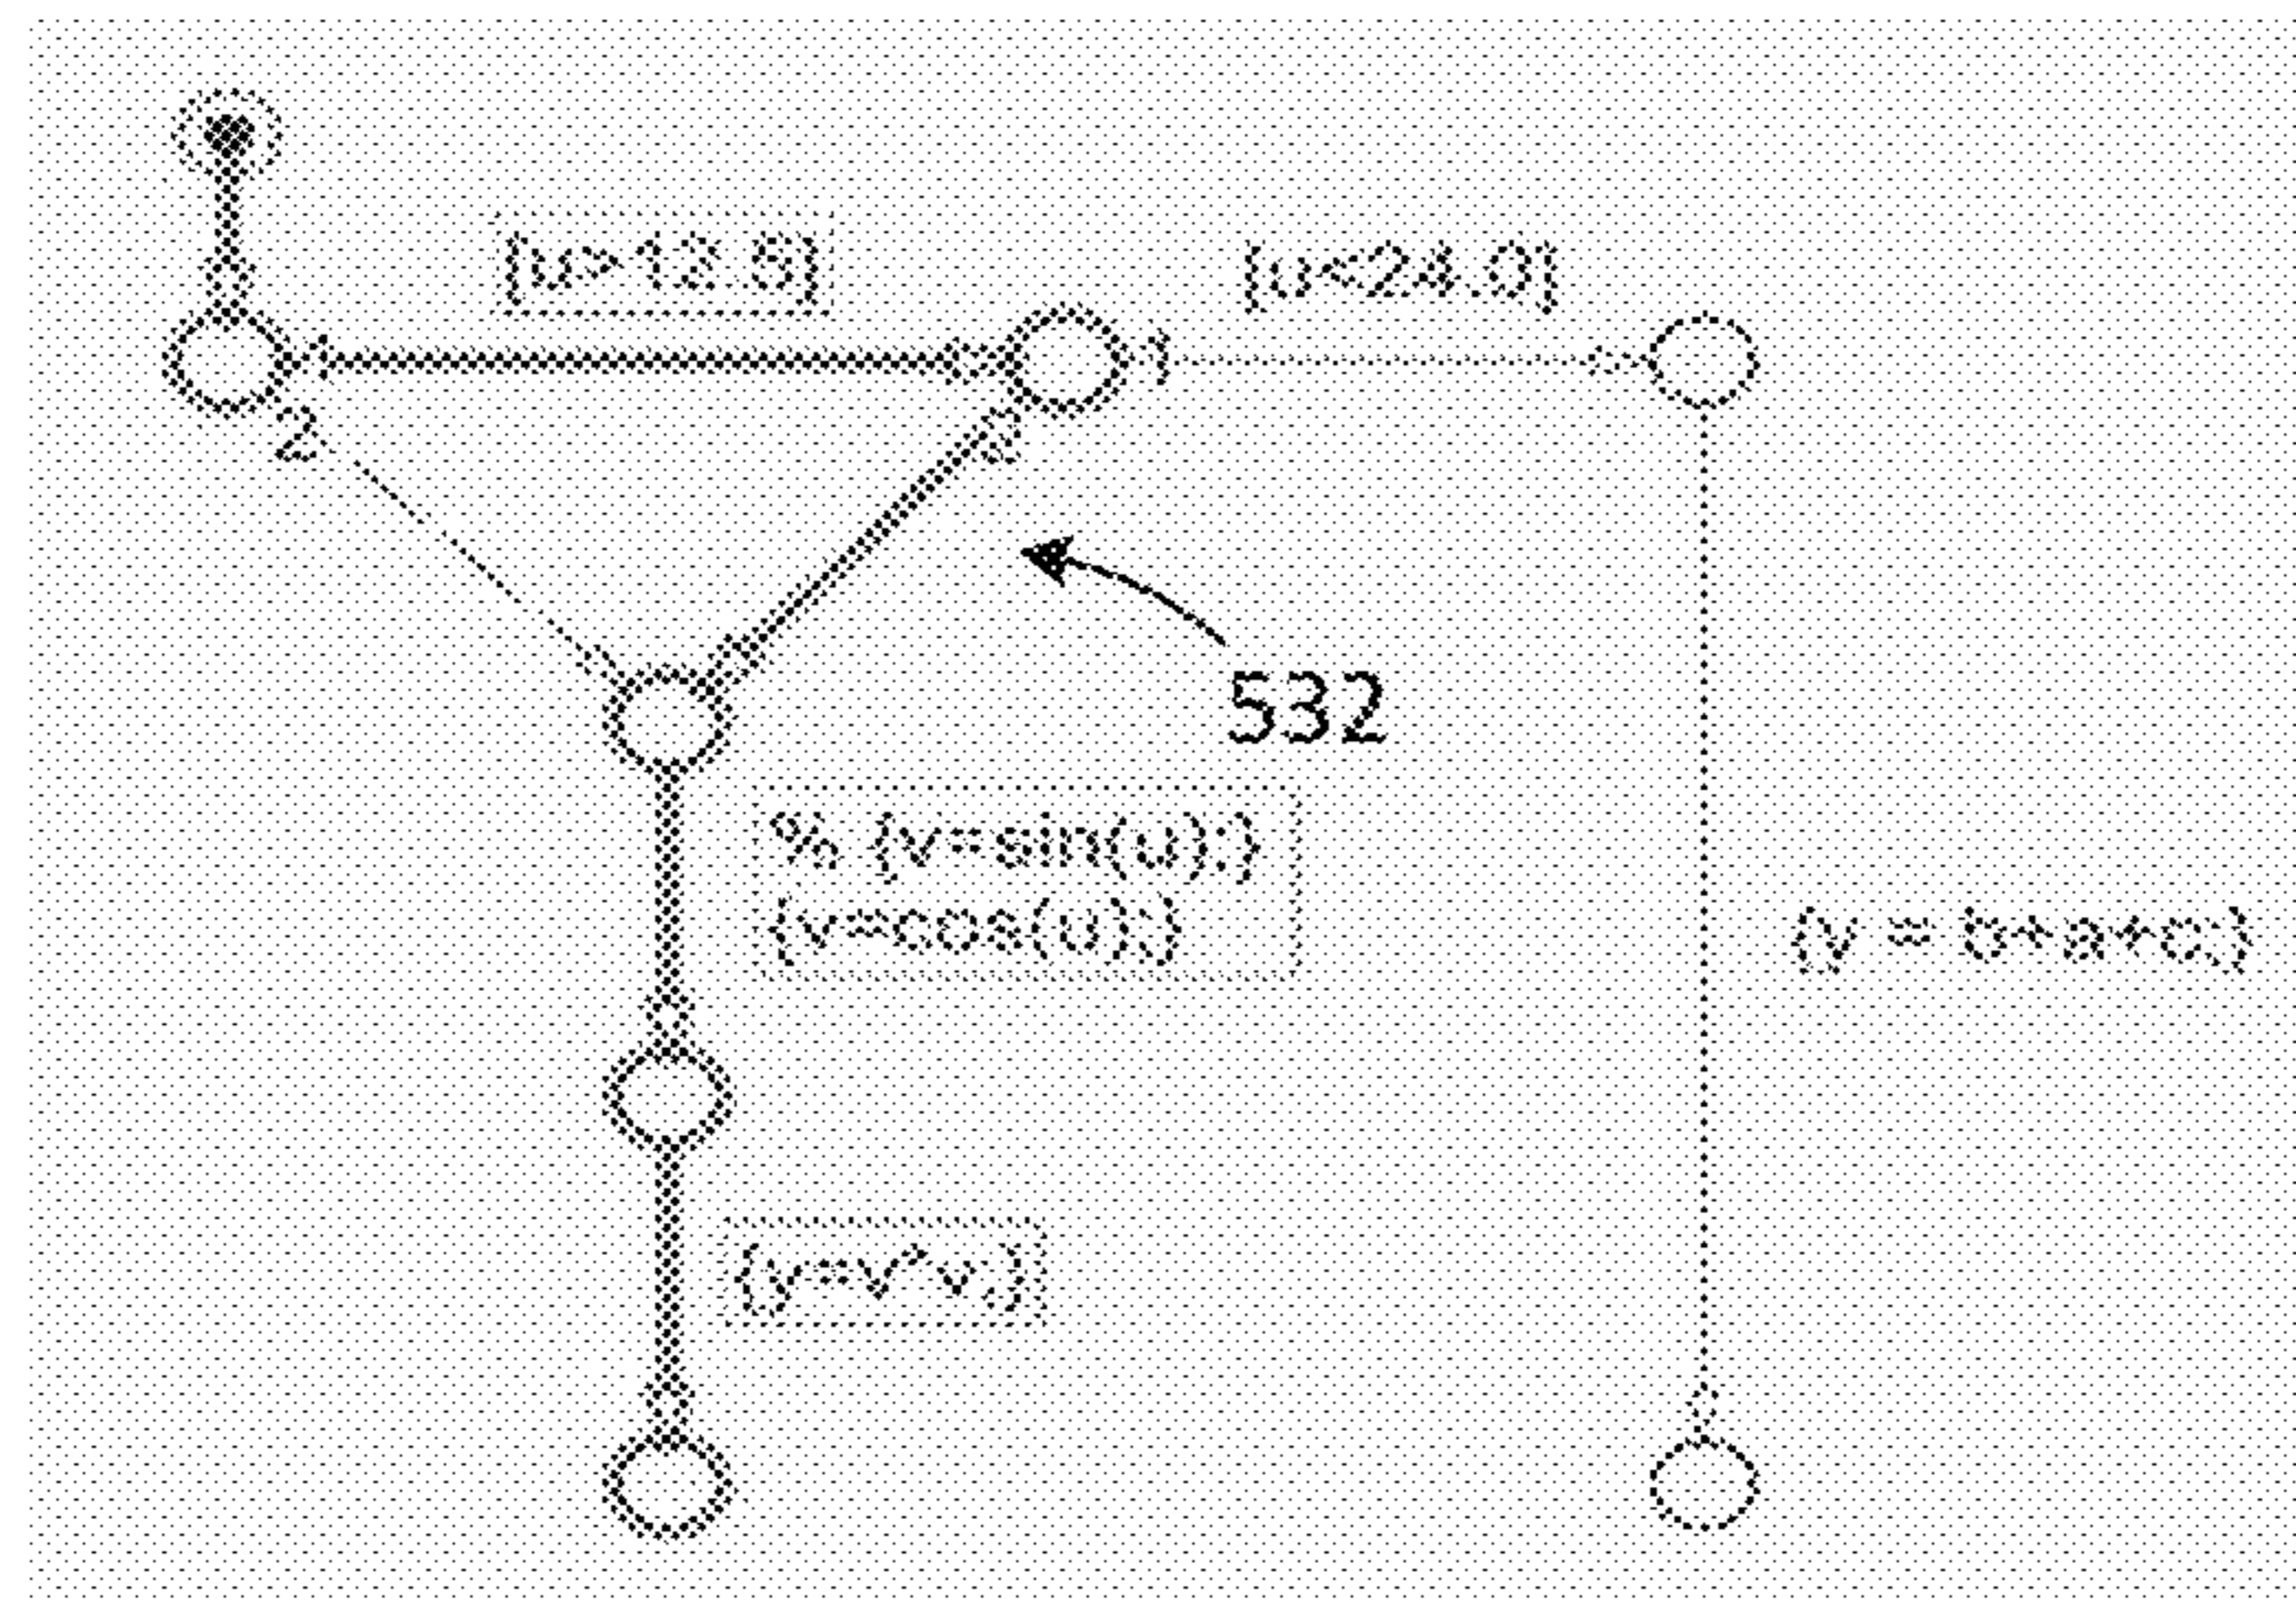 [u>12.5]
[u<24.0]
1
1
2
2
532
% {v=sin(u);}
{v=cos(u);}
{y = b+a+c;}
{y=v*v;}